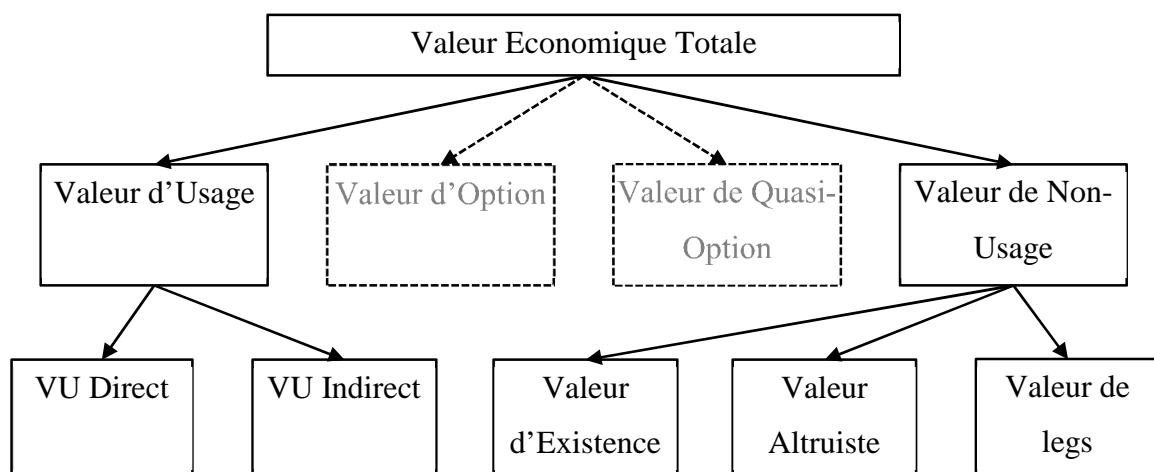 Valeur Economique Totale
Valeur d’Usage
Valeur d’Option
Valeur de Quasi-
Option
Valeur de Non-
Usage
VU Direct
VU Indirect
Valeur
d’Existence
Valeur
Altruiste
Valeur de
legs